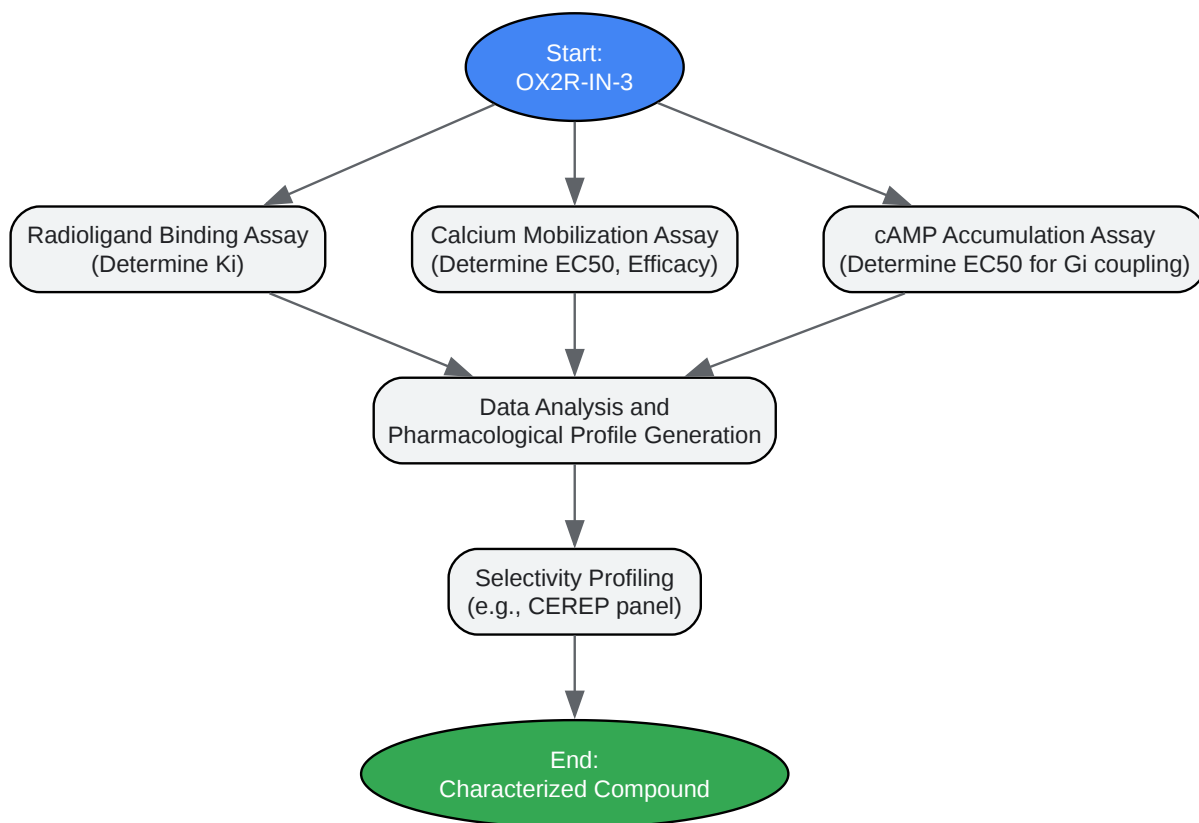 Start:
OX2R-IN-3
Radioligand Binding Assay
(Determine Ki)
Calcium Mobilization Assay
(Determine EC50, Efficacy)
cAMP Accumulation Assay
(Determine EC50 for Gi coupling)
Data Analysis and
Pharmacological Profile Generation
Selectivity Profiling
(e.g., CEREP panel)
End:
Characterized Compound